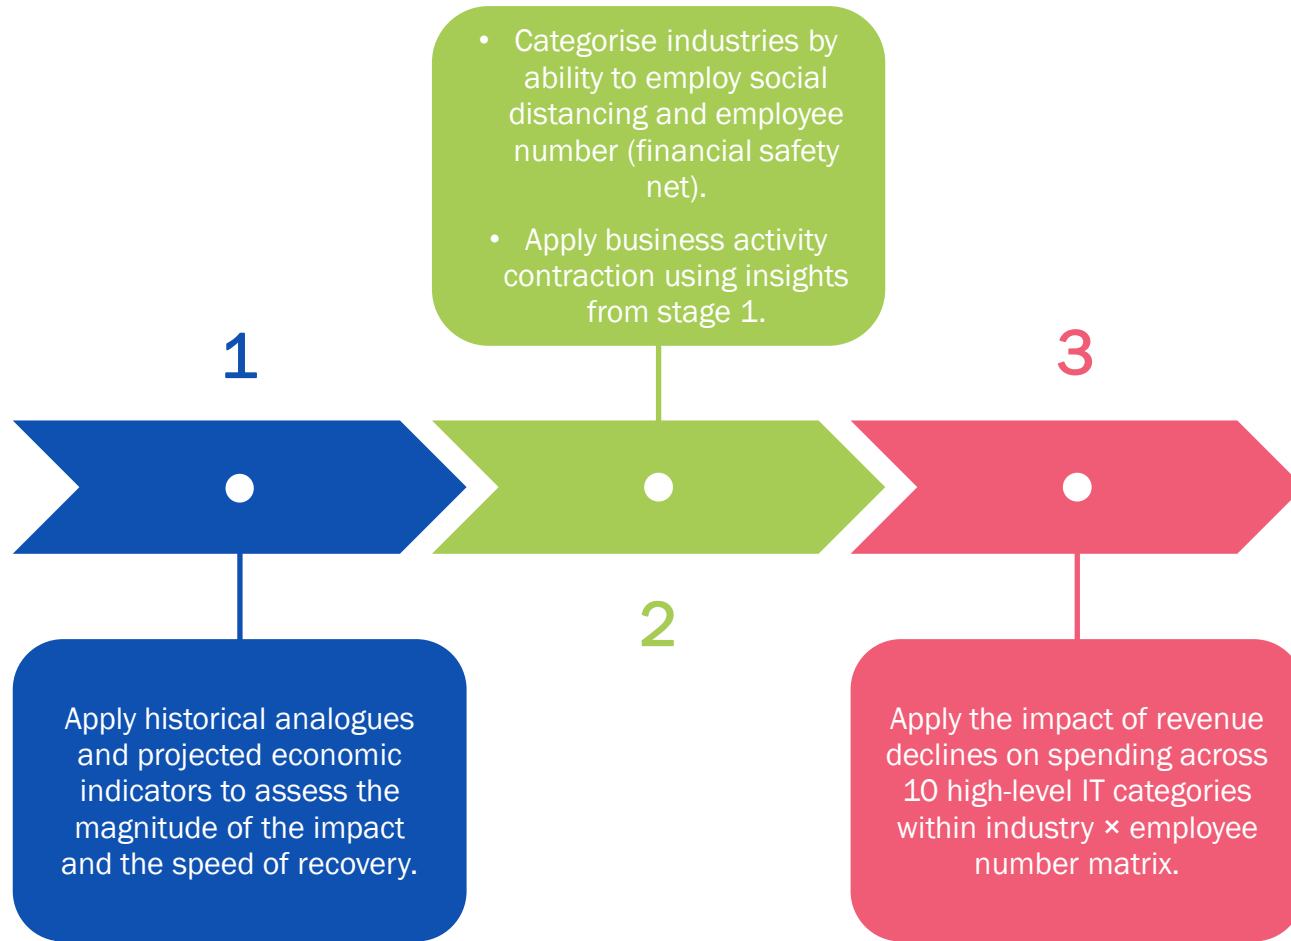 1
Apply historical analogues
and projected economic
indicators to assess the
magnitude of the impact
and the speed of recovery.
• Categorise industries by
ability to employ social
distancing and employee
number (financial safety
net).
• Apply business activity
contraction using insights
from stage 1.
2
3
Apply the impact of revenue
declines on spending across
10 high-level IT categories
within industry × employee
number matrix.